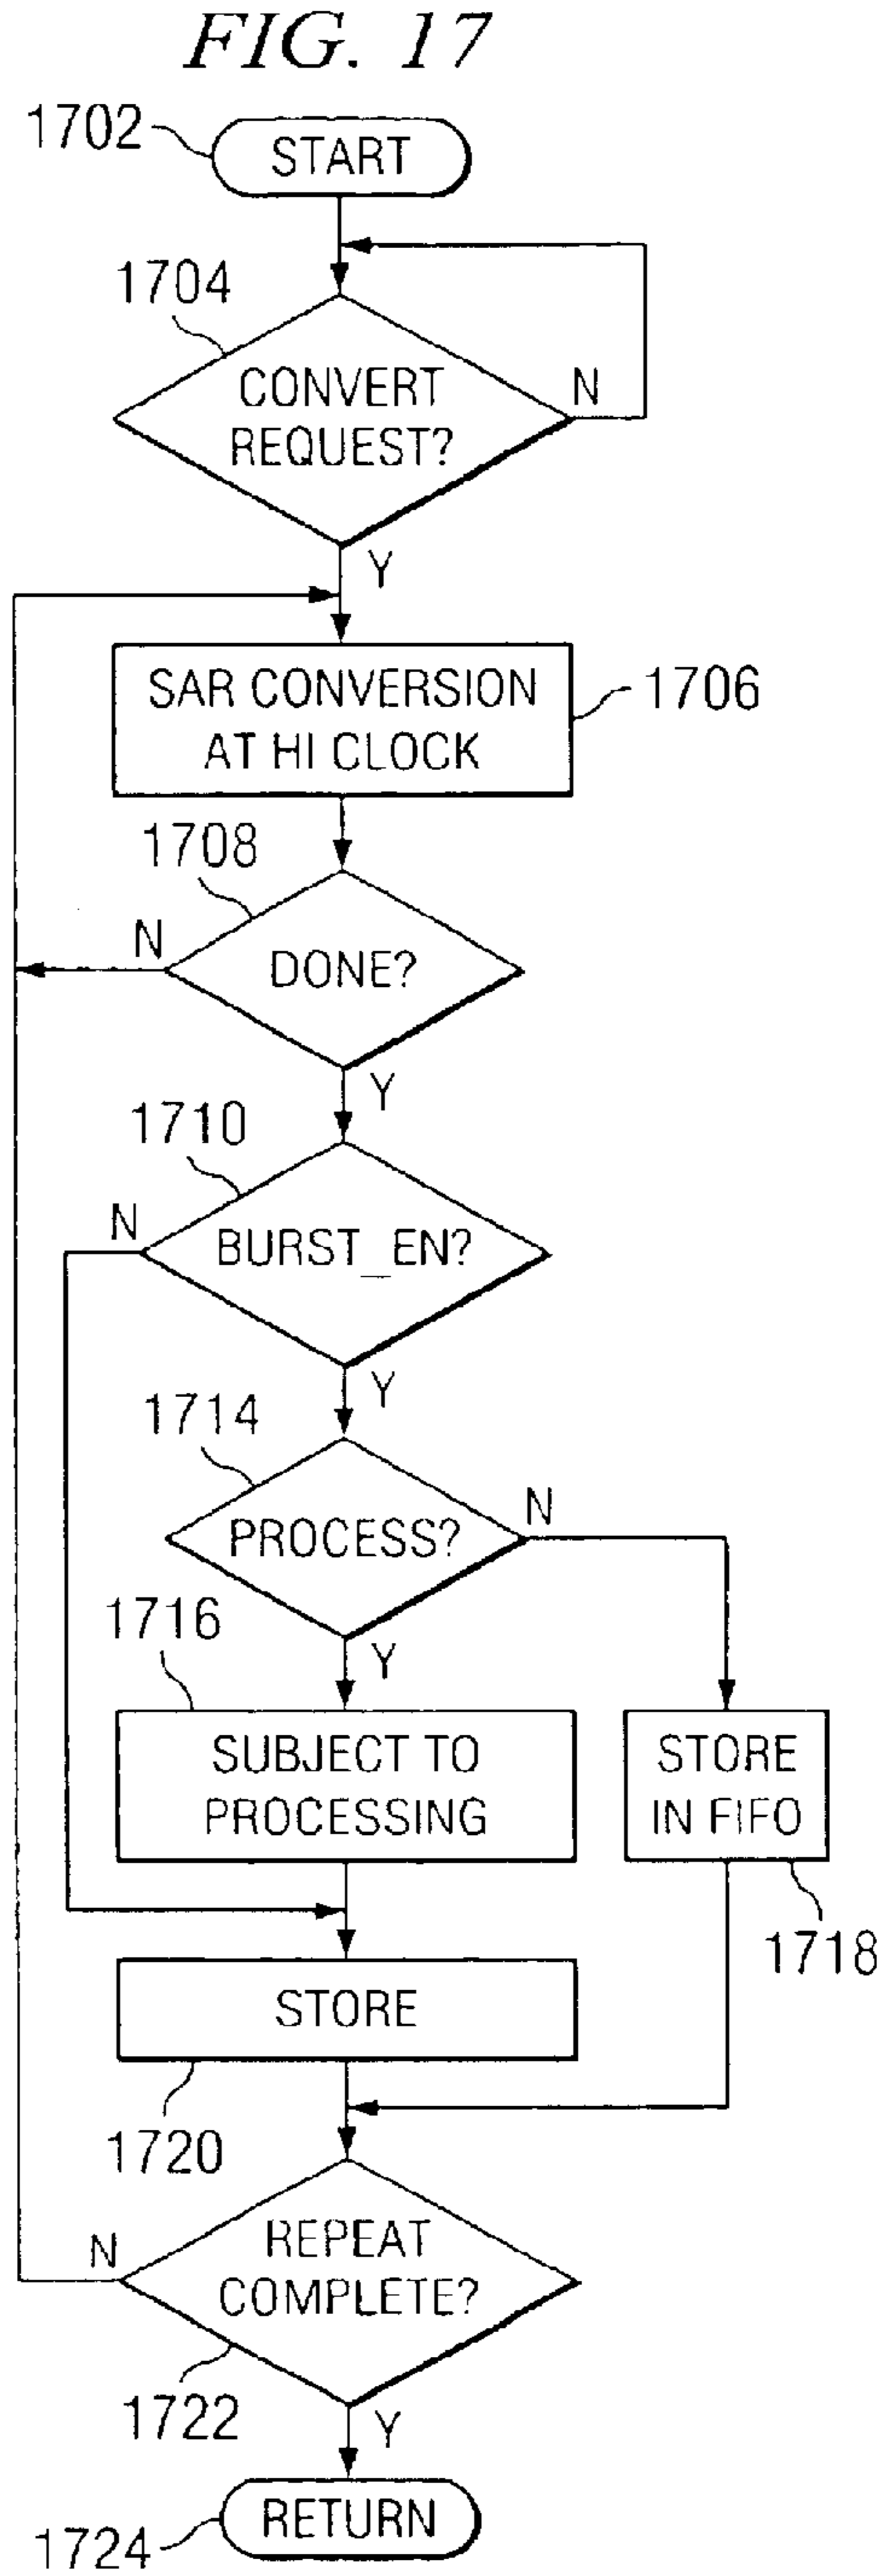 FIG. 17
1702
START
1704
CONVERT
REQUEST?
N
Y
SAR CONVERSION
AT HI CLOCK
1706
1708
N
DONE?
Y
1710
N
BURST_EN?
Y
1714
PROCESS?
N
1716
Y
SUBJECT TO
PROCESSING
STORE
IN FIFO
1718
STORE
1720
N
REPEAT
COMPLETE?
1722
Y
RETURN
1724